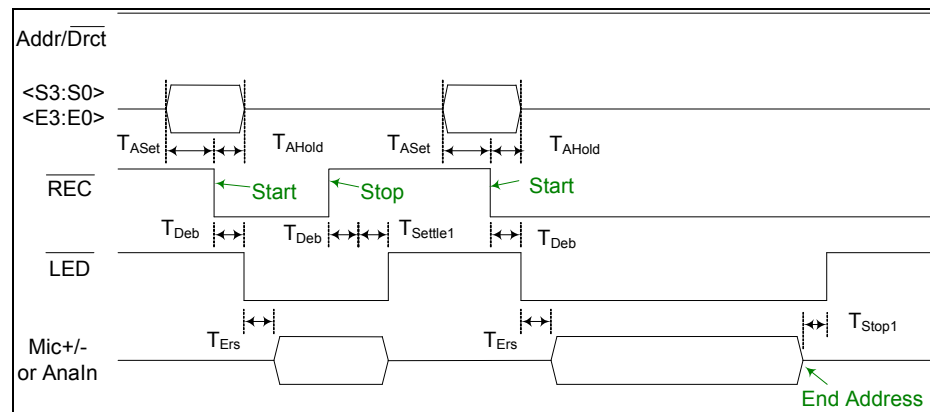 Addr/Drct
<S3:S0>
<E3:E0>
TASet TAHold TASet TAHold
REC Start Stop Start
TDeb TDeb TSettle1 TDeb
LED
TErs TErs TStop1
Mic+/-
or AnaIn
End Address